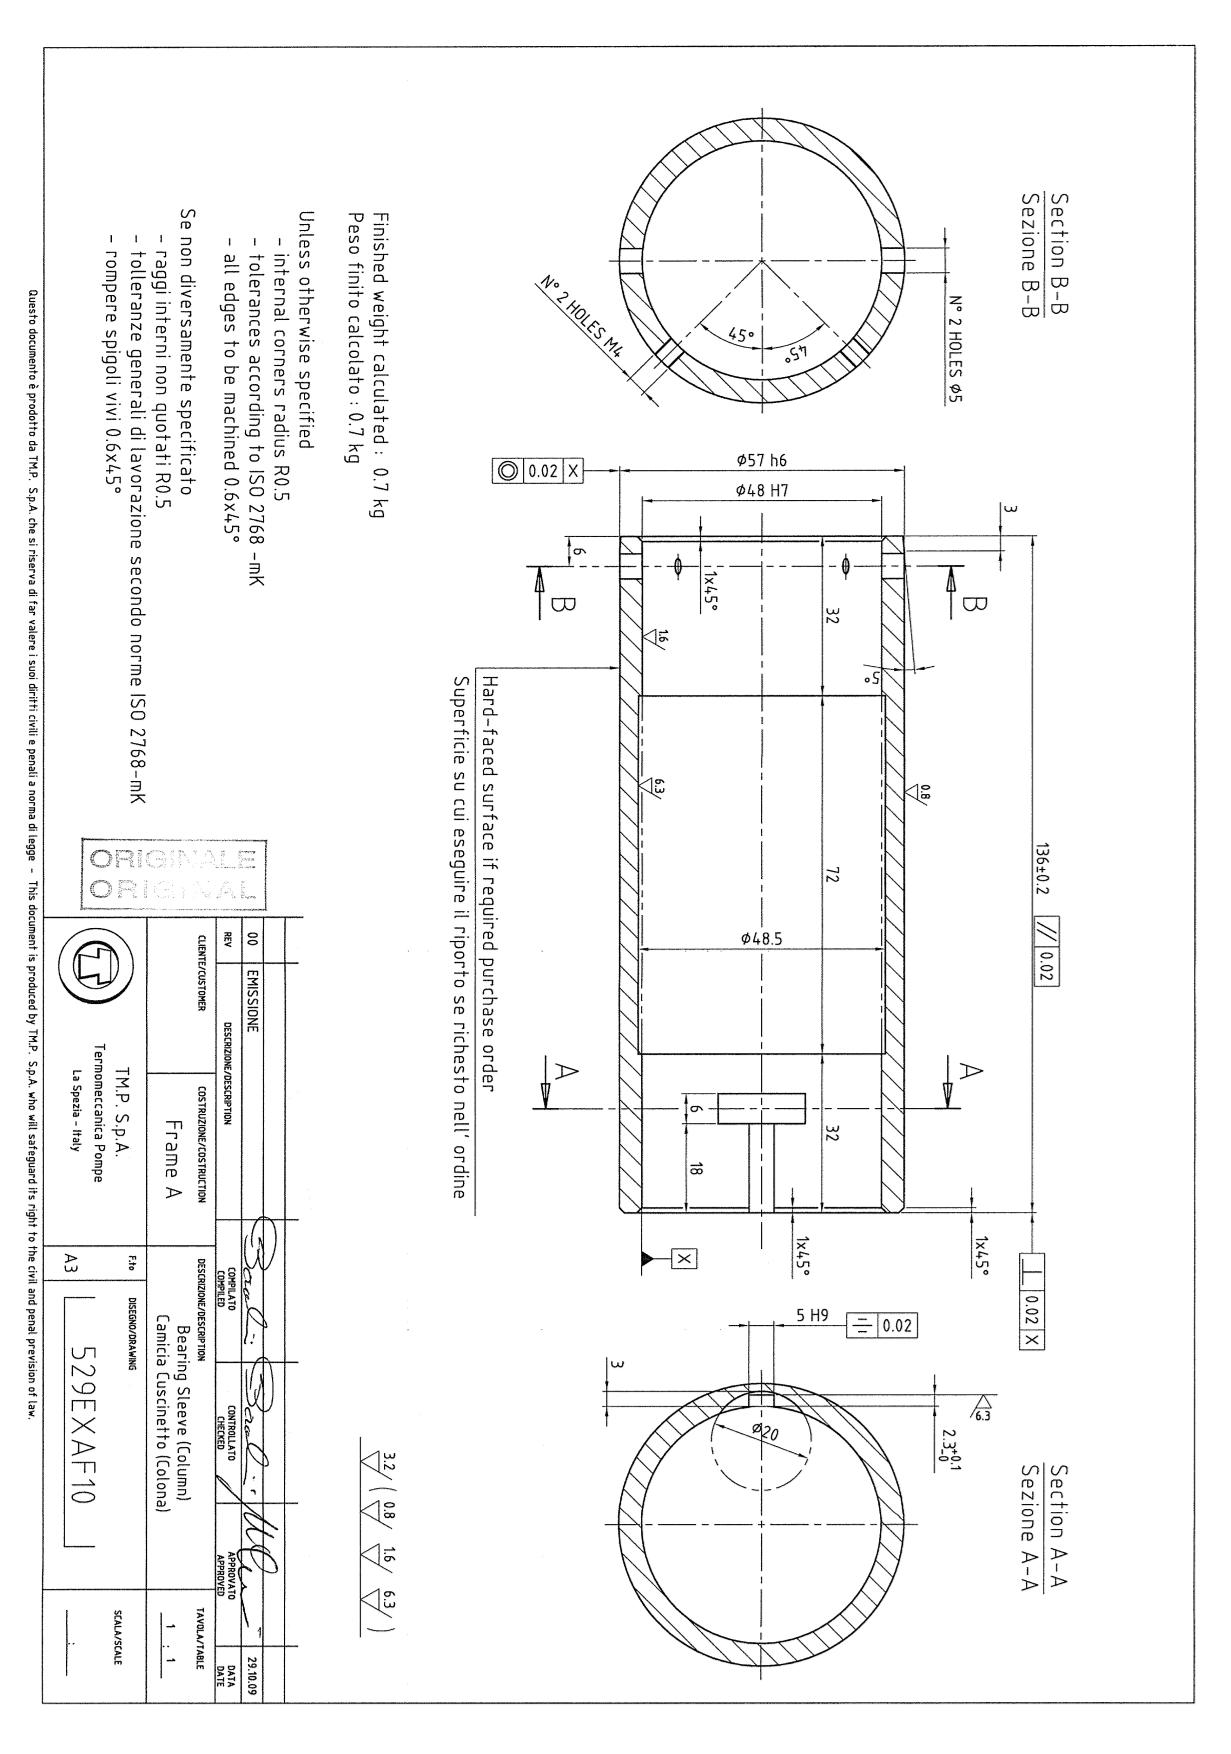 Section B-B
Sezione B-B
N° 2 HOLES ϕ5
45°
45°
N° 2 HOLES M4
ϕ57 h6
ϕ48 H7
◎ 0.02 X
3
6
B
B
1x45°
32
1.6
5°
136±0.2 // 0.02
0.8
6.3
72
ϕ48.5
Hard-faced surface if required purchase order
Superficie su cui eseguire il riporto se richesto nell' ordine
A
A
6
18
32
1x45°
1x45°
X
⊥ 0.02 X
Section A-A
Sezione A-A
5 H9
0.02
3
ϕ20
6.3
2.3+0.1 -0
Finished weight calculated : 0.7 kg
Peso finito calcolato : 0.7 kg
Unless otherwise specified
- internal corners radius R0.5
- tolerances according to ISO 2768 -mK
- all edges to be machined 0.6x45°
Se non diversamente specificato
- raggi interni non quotati R0.5
- tolleranze generali di lavorazione secondo norme ISO 2768-mK
- rompere spigoli vivi 0.6x45°
3.2 ( 0.8 1.6 6.3 )
ORIGINALE
ORIGINAL
00 EMISSIONE 29.10.09
REV DESCRIZIONE/DESCRIPTION COMPILATO COMPILED CONTROLLATO CHECKED APPROVATO APPROVED DATA DATE
CLIENTE/CUSTOMER COSTRUZIONE/COSTRUCTION DESCRIZIONE/DESCRIPTION TAVOLA/TABLE
Frame A
Bearing Sleeve (Column)
Camicia Cuscinetto (Colona)
1 : 1
T.M.P. S.p.A.
Termomeccanica Pompe
La Spezia - Italy
F.to DISEGNO/DRAWING SCALA/SCALE
A3 529EXAF10 :
Questo documento è prodotto da T.M.P. S.p.A. che si riserva di far valere i suoi diritti civili e penali a norma di legge - This document is produced by T.M.P. S.p.A. who will safeguard its right to the civil and penal prevision of law.